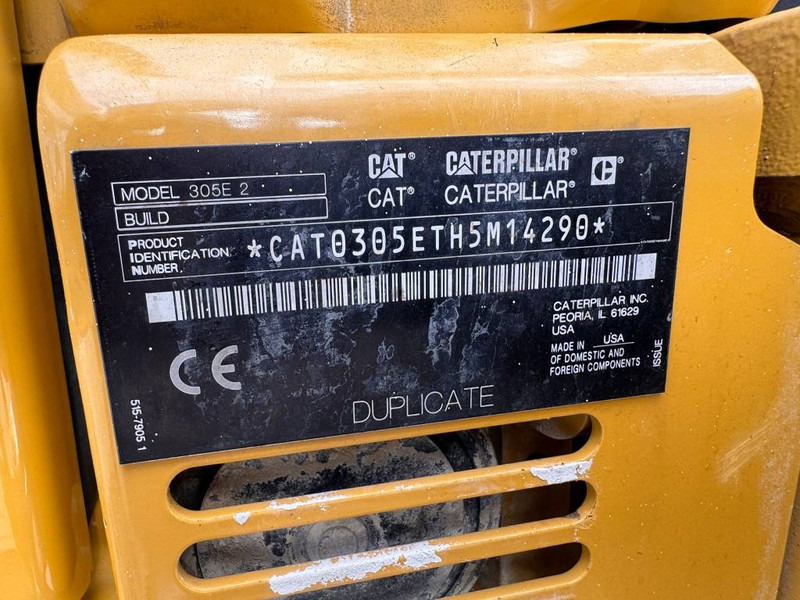 CAT® CATERPILLAR®
CAT® CATERPILLAR®
MODEL 305E 2
BUILD
PRODUCT
IDENTIFICATION
NUMBER
*CAT0305ETH5M14290*
CATERPILLAR INC.
PEORIA, IL 61629
USA
MADE IN USA
OF DOMESTIC AND
FOREIGN COMPONENTS
ISSUE
CE
DUPLICATE
515-7905 1